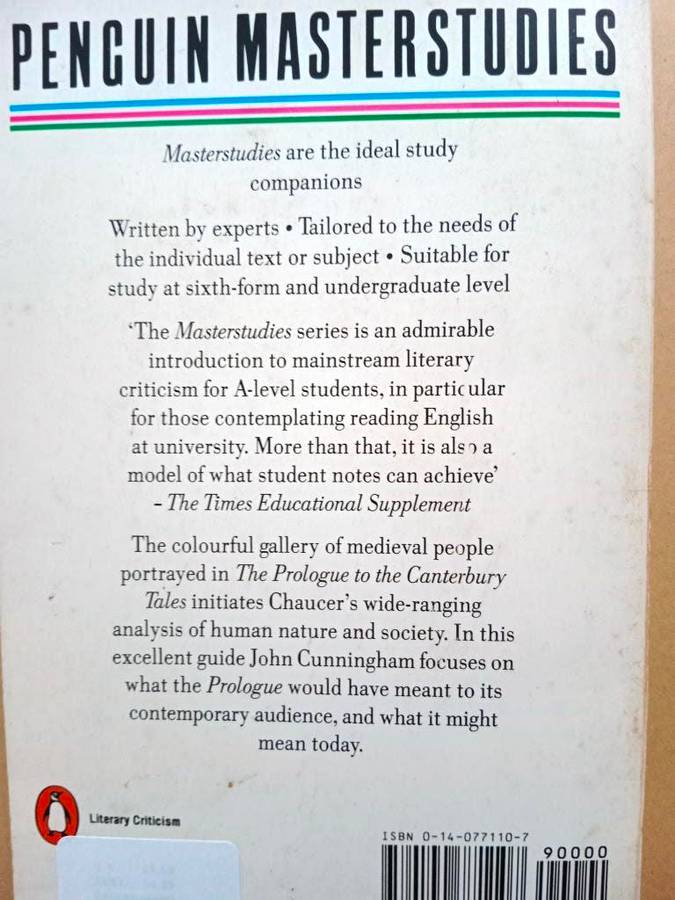 PENGUIN MASTERSTUDIES
Masterstudies are the ideal study
companions
Written by experts • Tailored to the needs of
the individual text or subject • Suitable for
study at sixth-form and undergraduate level
‘The Masterstudies series is an admirable
introduction to mainstream literary
criticism for A-level students, in particular
for those contemplating reading English
at university. More than that, it is also a
model of what student notes can achieve’
– The Times Educational Supplement
The colourful gallery of medieval people
portrayed in The Prologue to the Canterbury
Tales initiates Chaucer’s wide-ranging
analysis of human nature and society. In this
excellent guide John Cunningham focuses on
what the Prologue would have meant to its
contemporary audience, and what it might
mean today.
Literary Criticism
ISBN 0-14-077110-7
90000